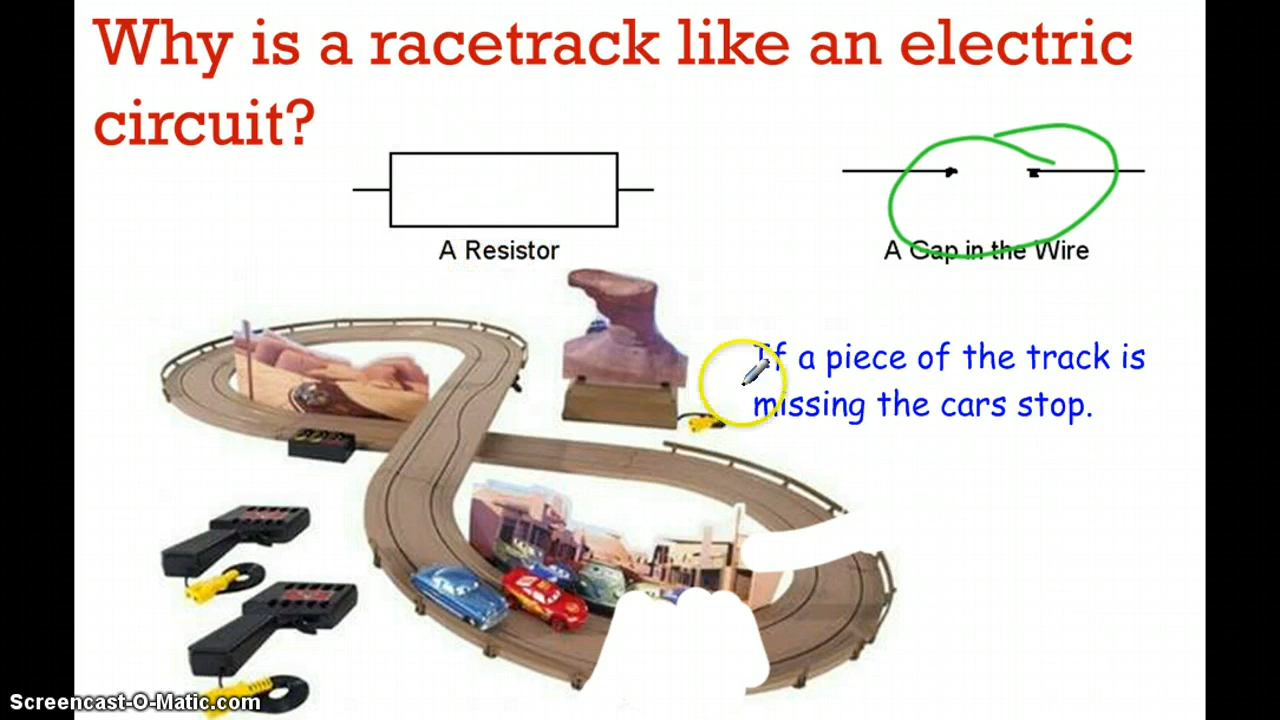 Why is a racetrack like an electric
circuit?
A Resistor
A Gap in the Wire
If a piece of the track is
missing the cars stop.
Screencast-O-Matic.com